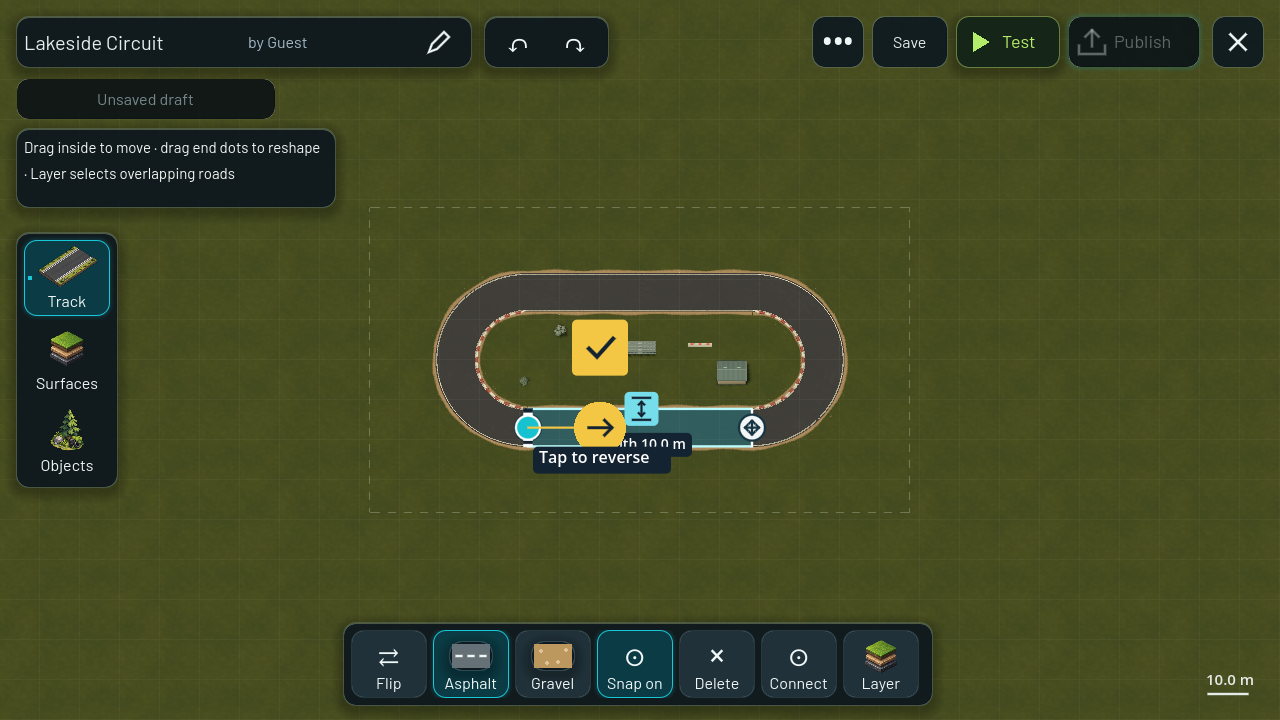 Lakeside Circuit
by Guest
Save
Test
Publish
Unsaved draft
Drag inside to move · drag end dots to reshape
· Layer selects overlapping roads
Track
Surfaces
Objects
10.0 m
Tap to reverse
Flip
Asphalt
Gravel
Snap on
Delete
Connect
Layer
10.0 m